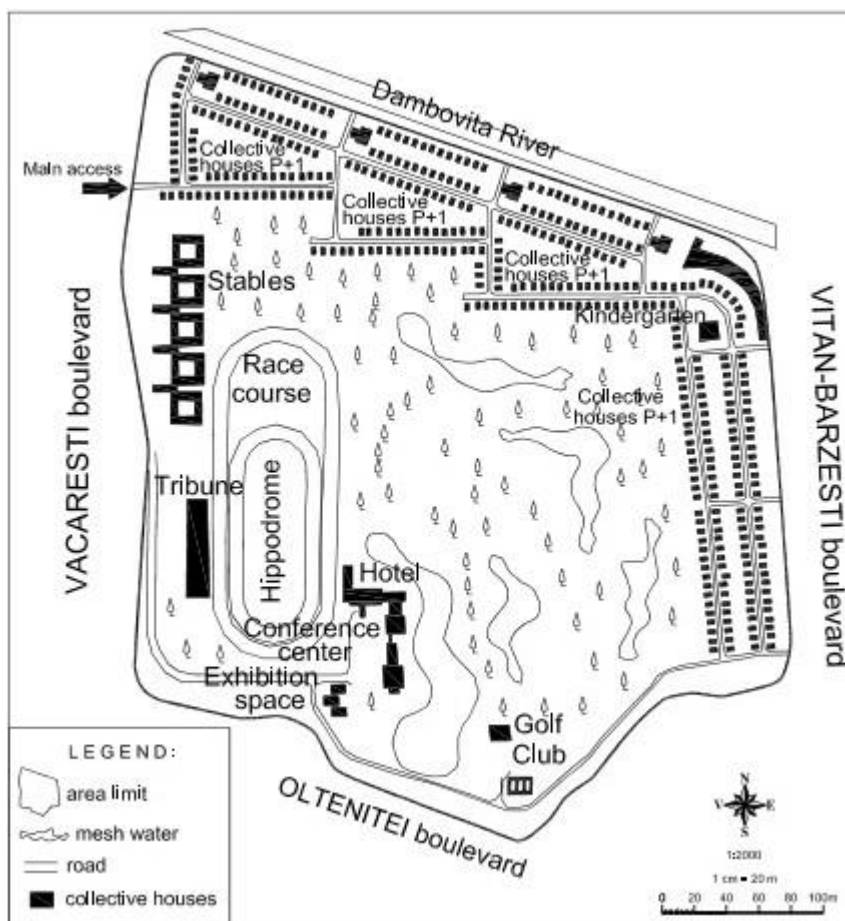 Dambovita River
Main access
Collective
houses P+1
Collective
houses P+1
Collective
houses P+1
Stables
Kindergarten
Race
course
Collective
houses P+1
VACARESTI boulevard
VITAN-BARZESTI boulevard
Tribune
Hippodrome
Hotel
Conference
center
Exhibition
space
Golf
Club
OLTENITEI boulevard
LEGEND:
area limit
mesh water
road
collective houses
N
V E
S
1:2000
1 cm = 20 m
0 20 40 60 80 100m